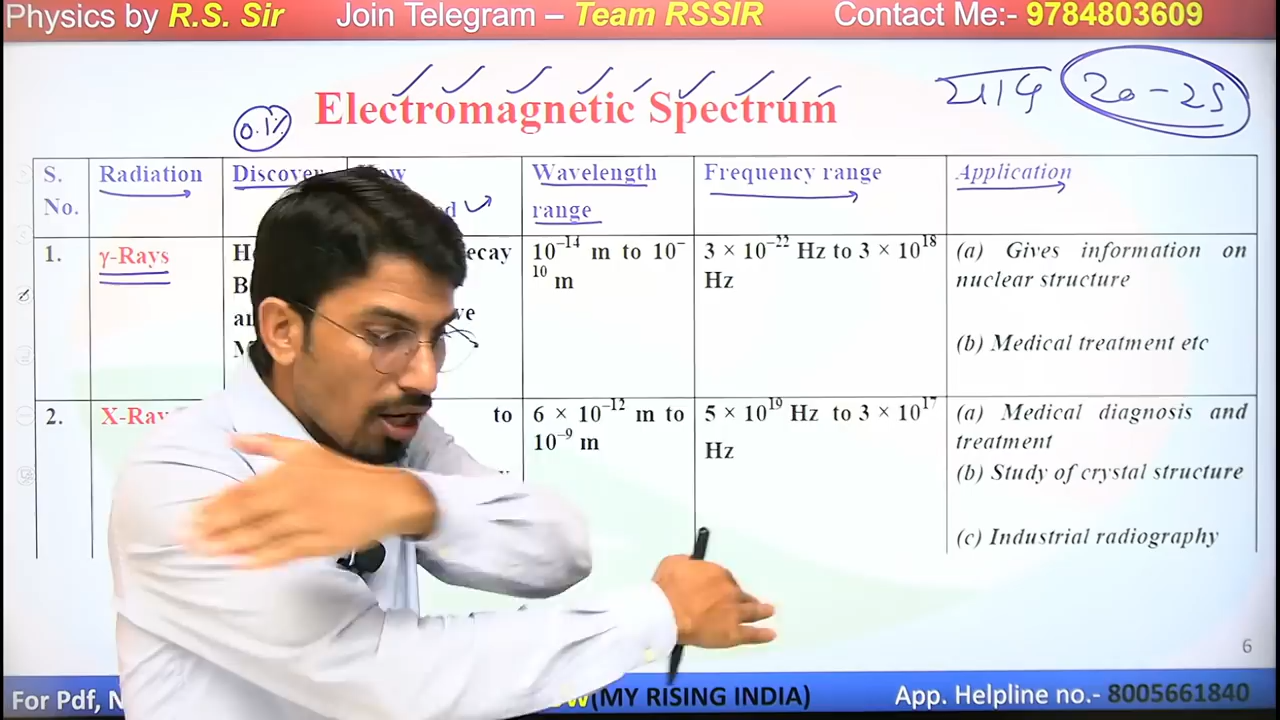 Physics by R.S. Sir Join Telegram – Team RSSIR Contact Me:- 9784803609
याद 20-25
0.1%
Electromagnetic Spectrum
S. No.
Radiation
Discover
Wavelength range
Frequency range
Application
1.
γ-Rays
10⁻¹⁴ m to 10⁻
¹⁰ m
3 × 10⁻²² Hz to 3 × 10¹⁸
Hz
(a) Gives information on
nuclear structure
(b) Medical treatment etc
2.
X-Ray
to
6 × 10⁻¹² m to
10⁻⁹ m
5 × 10¹⁹ Hz to 3 × 10¹⁷
Hz
(a) Medical diagnosis and
treatment
(b) Study of crystal structure
(c) Industrial radiography
6
For Pdf, (MY RISING INDIA) App. Helpline no.- 8005661840